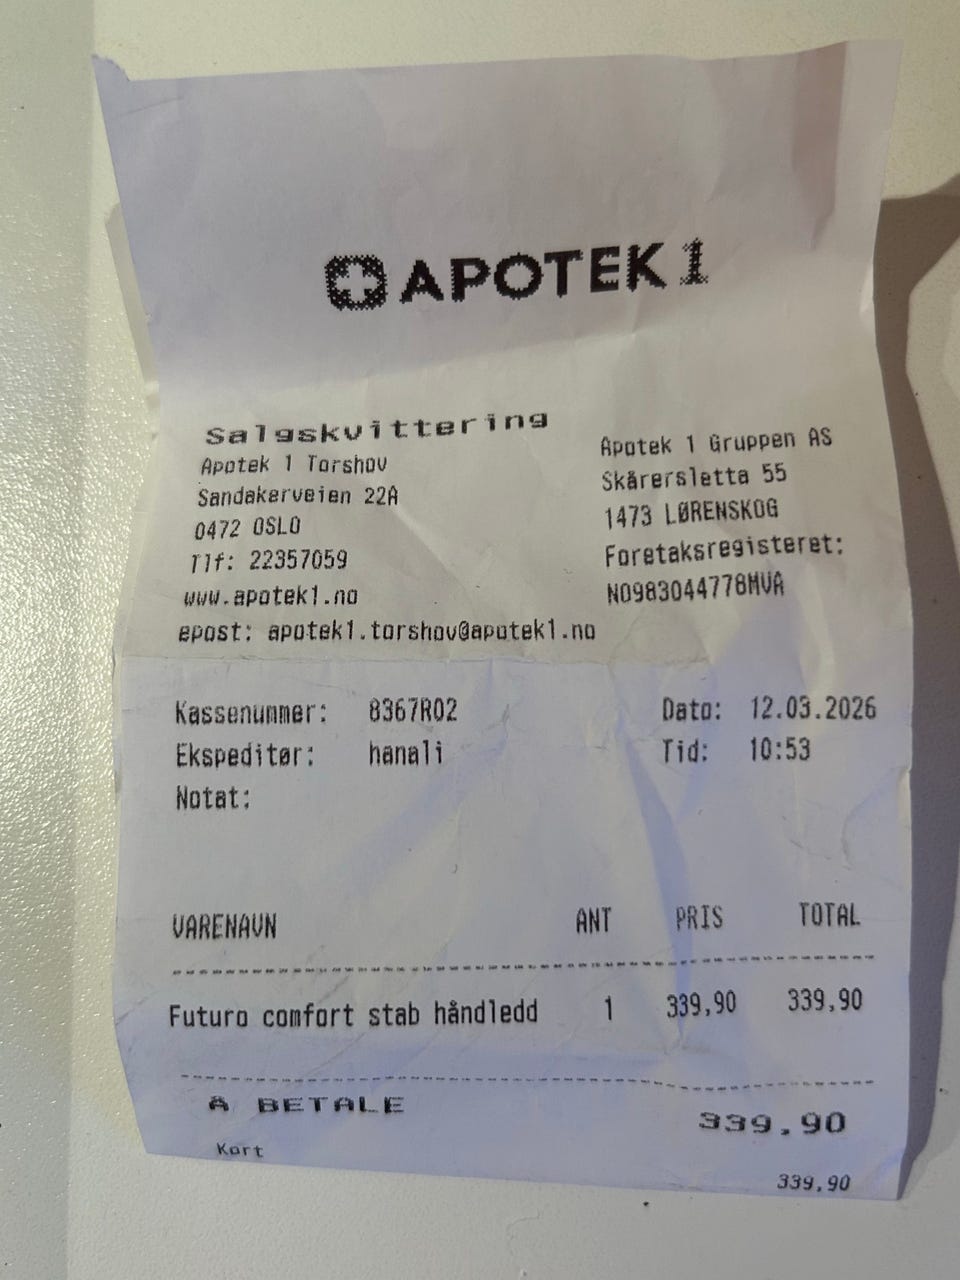 APOTEK 1
Salgskvittering
Apotek 1 Torshov
Sandakerveien 22A
0472 OSLO
Tlf: 22357059
www.apotek1.no
epost: apotek1.torshov@apotek1.no
Apotek 1 Gruppen AS
Skårersletta 55
1473 LØRENSKOG
Foretaksregisteret:
NO983044778MVA
Kassenummer: 8367R02 Dato: 12.03.2026
Ekspeditør: hanali Tid: 10:53
Notat:
VARENAVN ANT PRIS TOTAL
Futuro comfort stab håndledd 1 339,90 339,90
Å BETALE 339,90
Kort 339,90